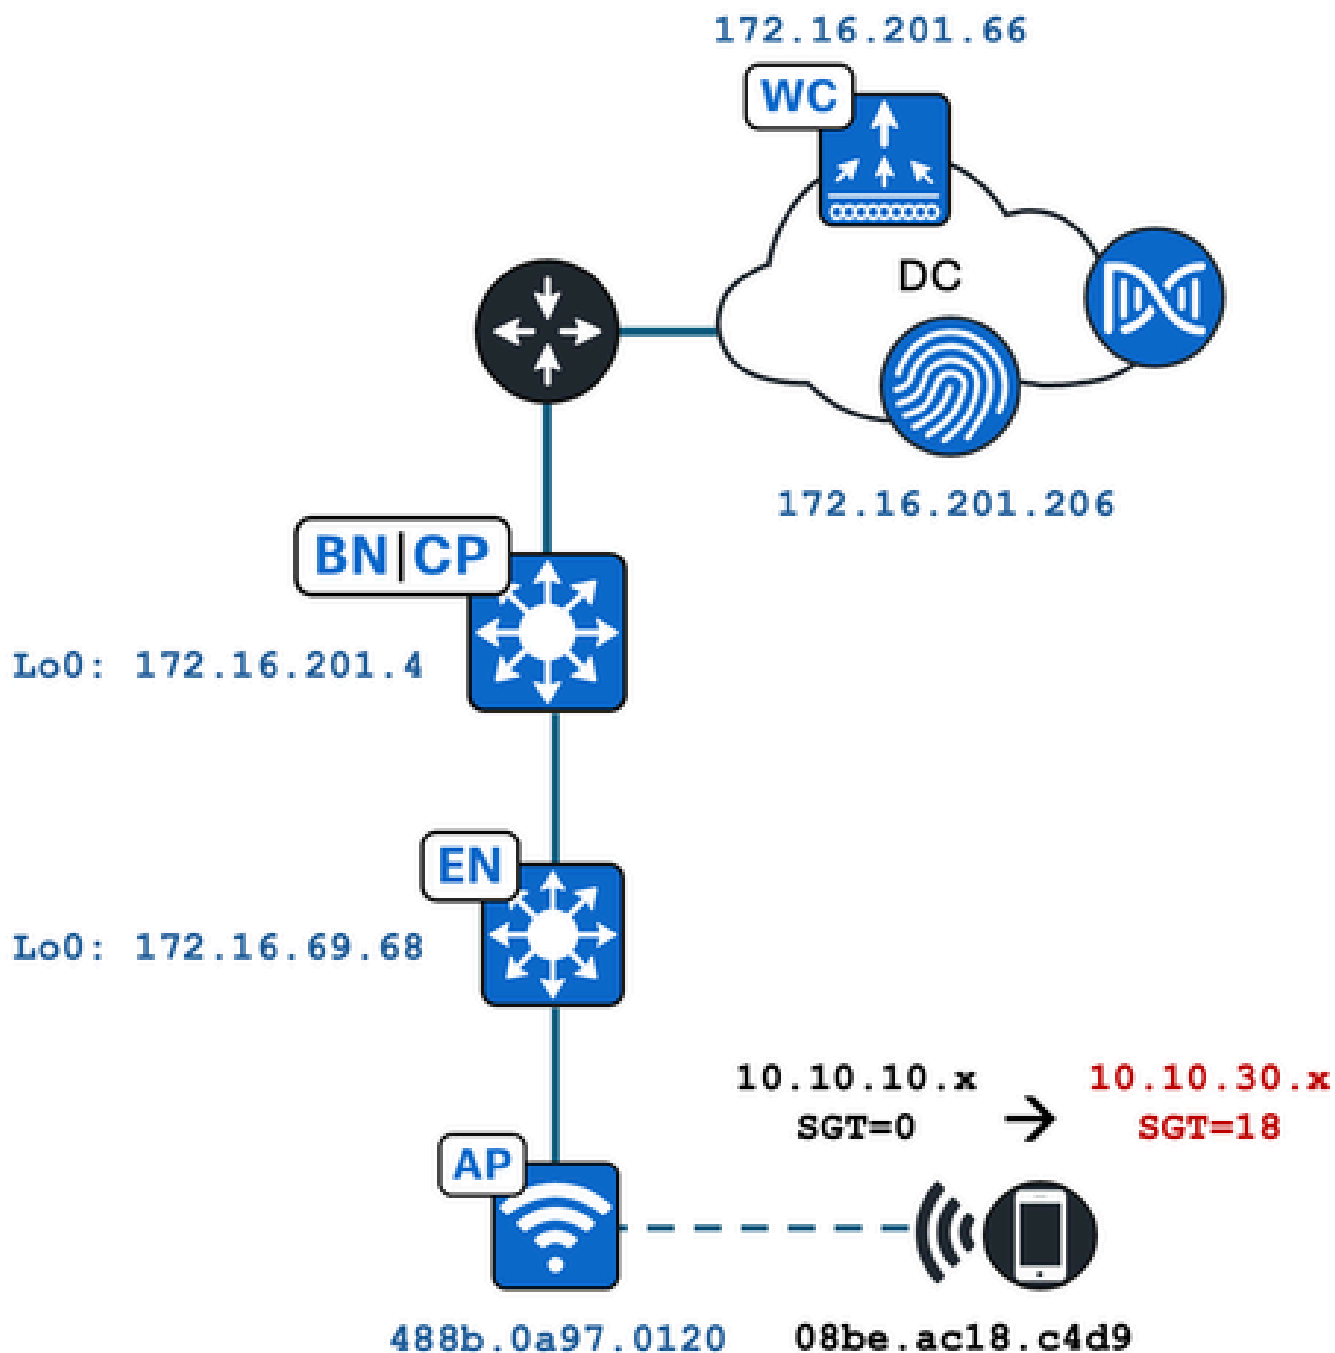 172.16.201.66
WC
DC
172.16.201.206
BN|CP
Lo0: 172.16.201.4
EN
Lo0: 172.16.69.68
10.10.10.x
SGT=0
10.10.30.x
SGT=18
AP
488b.0a97.0120
08be.ac18.c4d9